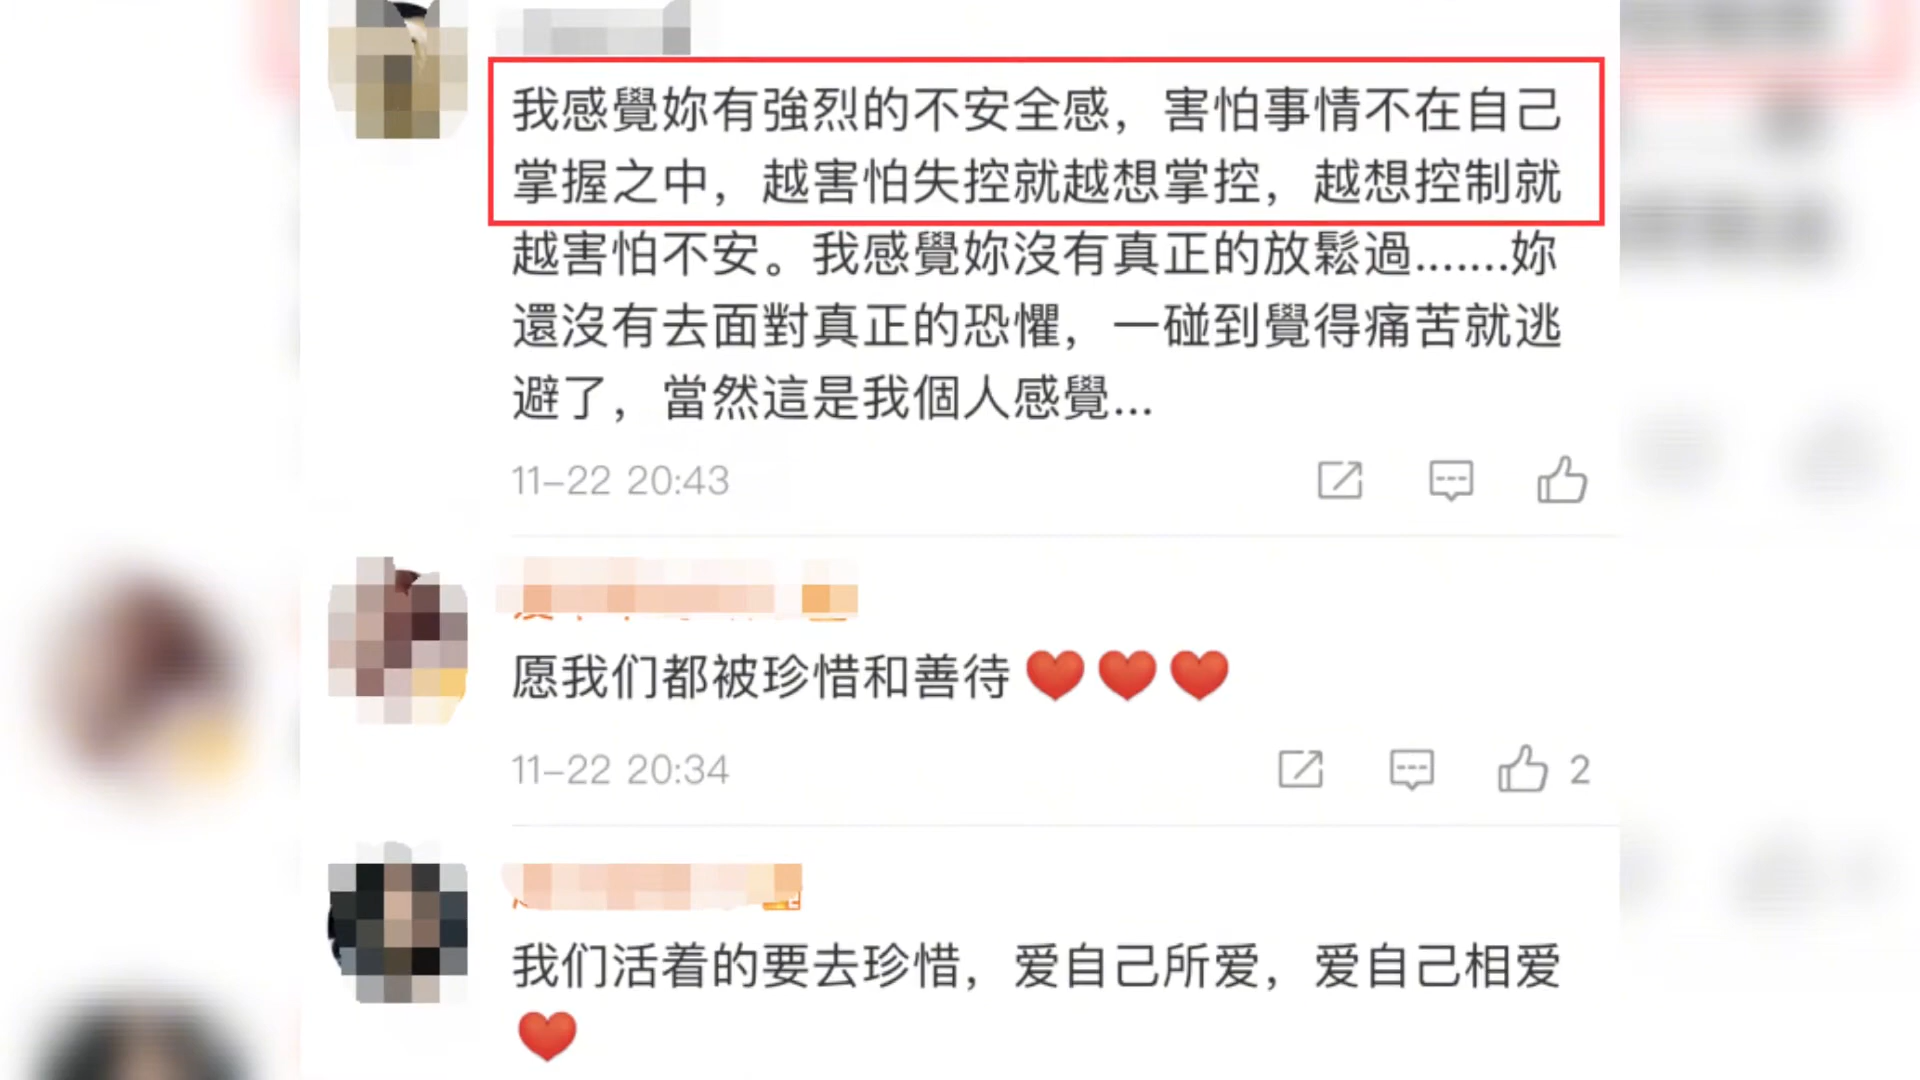 我感覺妳有強烈的不安全感，害怕事情不在自己
掌握之中，越害怕失控就越想掌控，越想控制就
越害怕不安。我感覺妳沒有真正的放鬆過.......妳
還沒有去面對真正的恐懼，一碰到覺得痛苦就逃
避了，當然這是我個人感覺...
11-22 20:43
愿我们都被珍惜和善待❤️❤️❤️
11-22 20:34
2
我们活着的要去珍惜，爱自己所爱，爱自己相爱
❤️